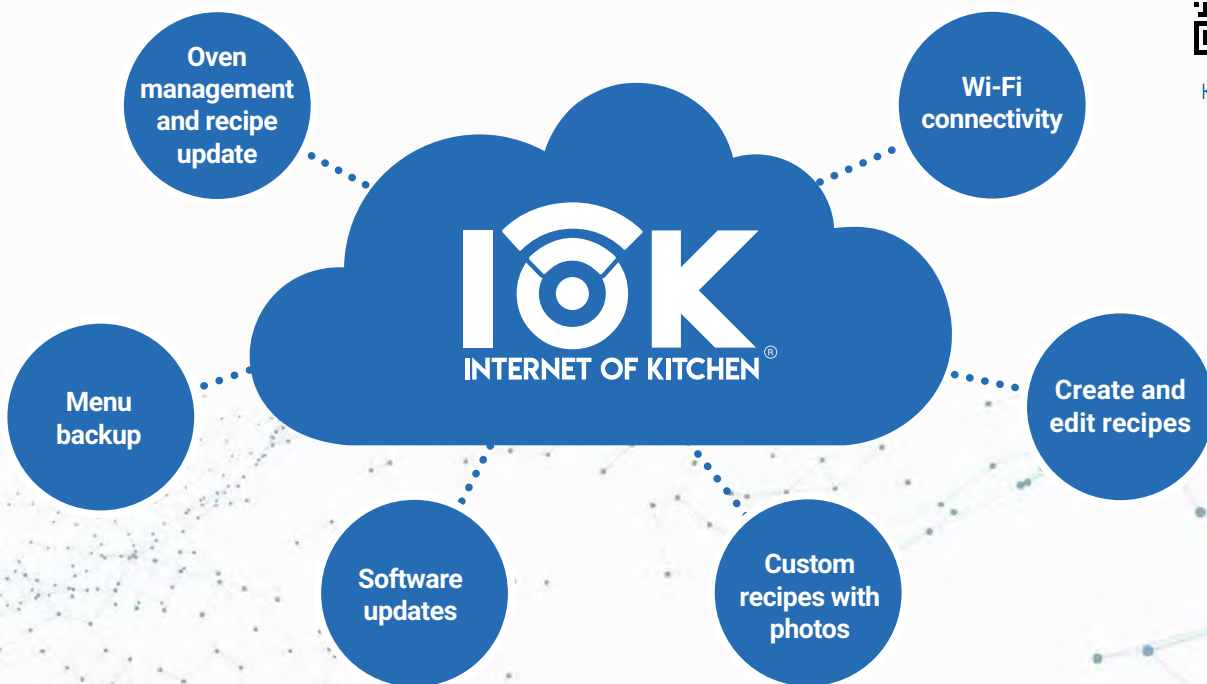 Oven
management
and recipe
update
Wi-Fi
connectivity
IOK
INTERNET OF KITCHEN ®
Menu
backup
Create and
edit recipes
Software
updates
Custom
recipes with
photos